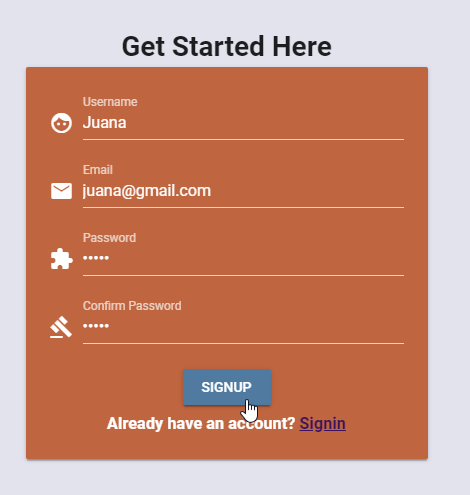 Get Started Here
Username
Juana
Email
juana@gmail.com
Password
•••••
Confirm Password
•••••
SIGNUP
Already have an account? Signin